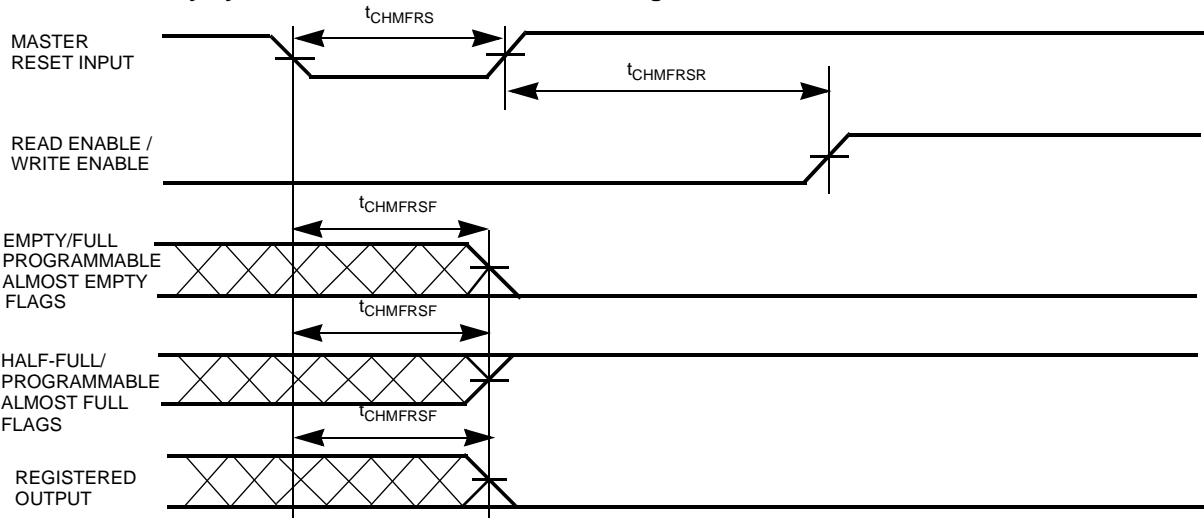 tCHMFRS
MASTER
RESET INPUT
tCHMFRSR
READ ENABLE /
WRITE ENABLE
tCHMFRSF
EMPTY/FULL
PROGRAMMABLE
ALMOST EMPTY
FLAGS
tCHMFRSF
HALF-FULL/
PROGRAMMABLE
ALMOST FULL
FLAGS
tCHMFRSF
REGISTERED
OUTPUT